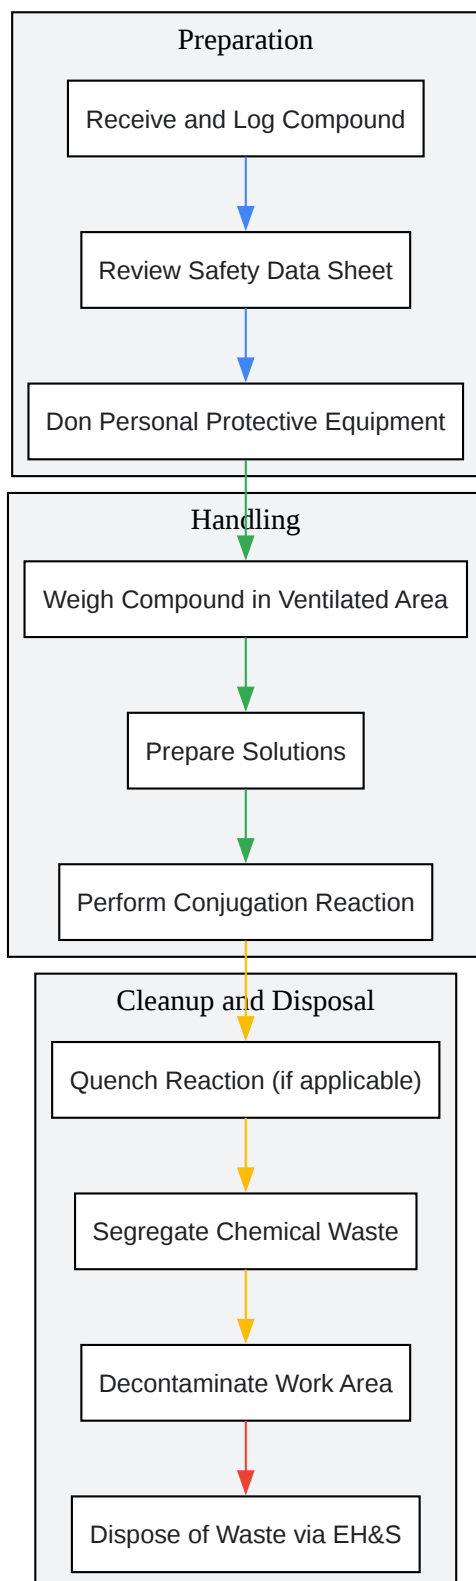 Preparation
Receive and Log Compound
Review Safety Data Sheet
Don Personal Protective Equipment
Handling
Weigh Compound in Ventilated Area
Prepare Solutions
Perform Conjugation Reaction
Cleanup and Disposal
Quench Reaction (if applicable)
Segregate Chemical Waste
Decontaminate Work Area
Dispose of Waste via EH&S